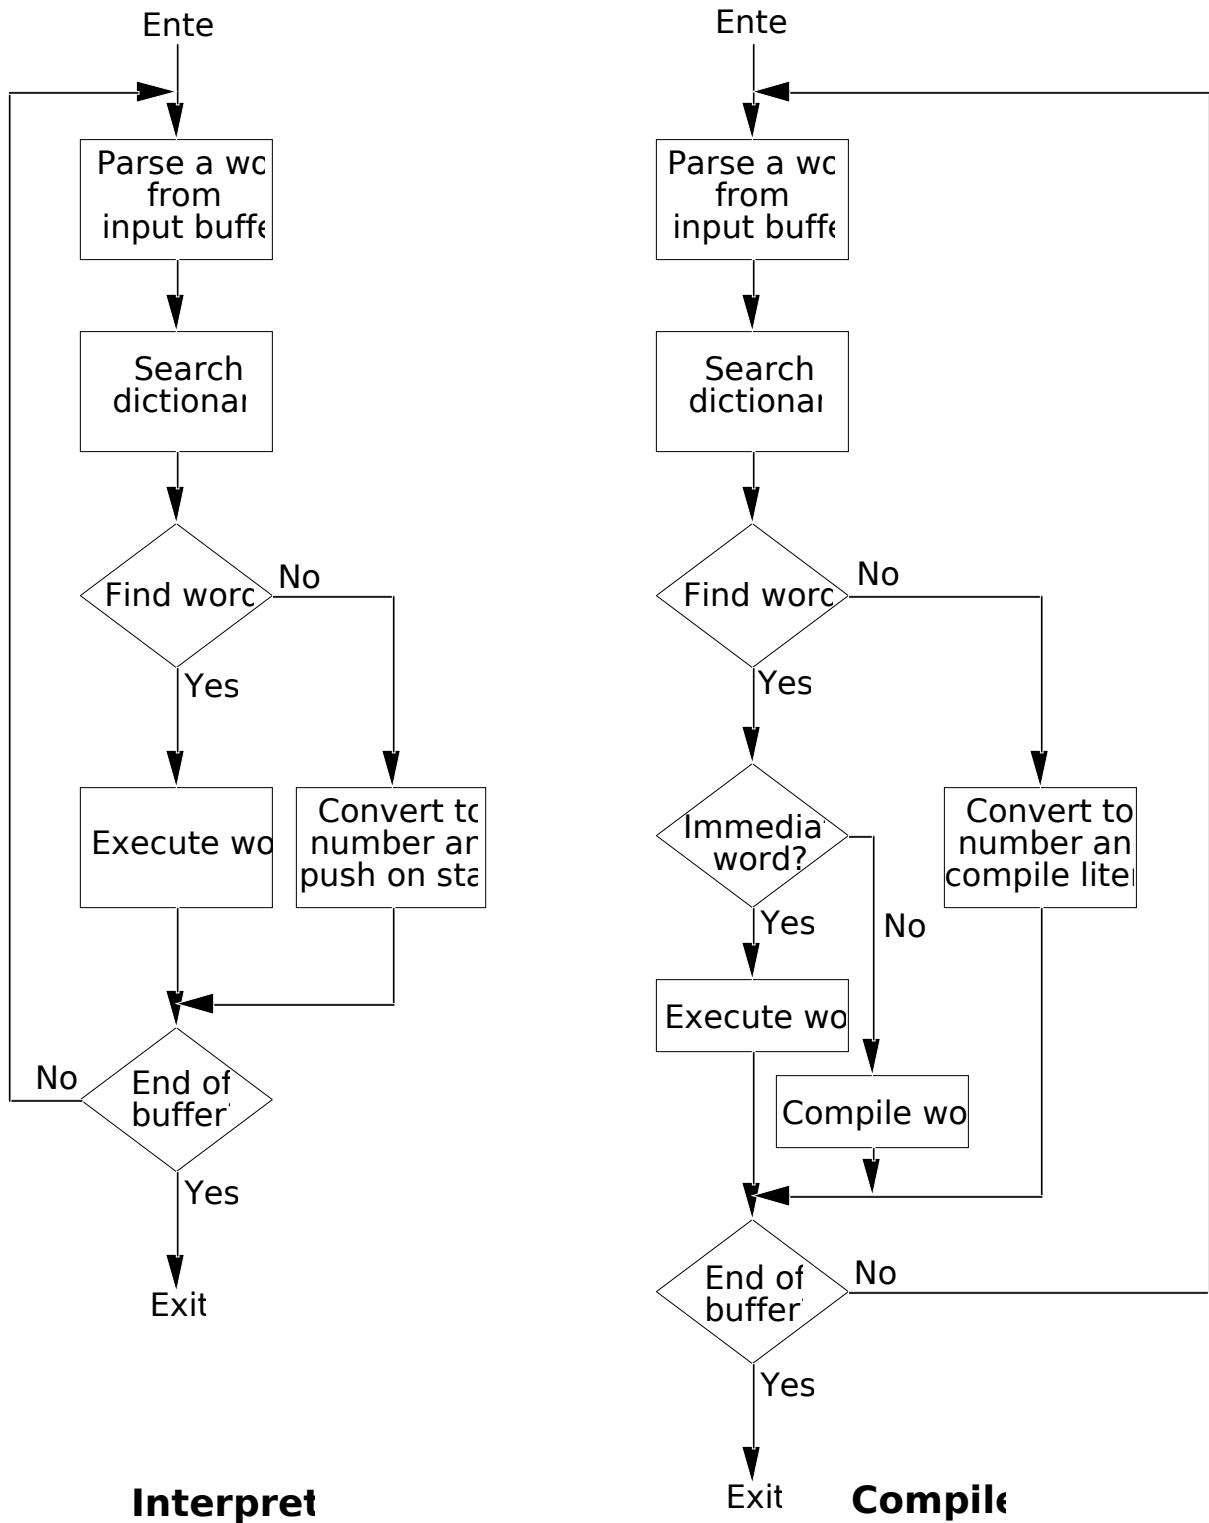 Ente
Parse a wo
from
input buffe
Search
dictionar
Find word
No
Yes
Execute wo
Convert to
number an
push on sta
No
End of
buffer
Yes
Exit
Interpret
Ente
Parse a wo
from
input buffe
Search
dictionar
Find word
No
Yes
Immedia
word?
Yes
No
Execute wo
Compile wo
Convert to
number an
compile liter
End of
buffer
No
Yes
Exit
Compile